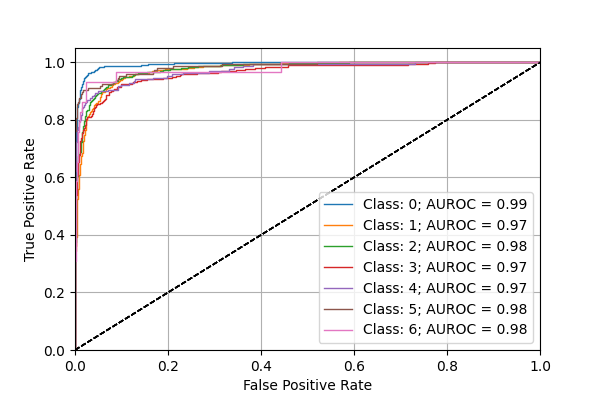 1.0
0.8
0.6
0.4
0.2
0.0
True Positive Rate
Class: 0; AUROC = 0.99
Class: 1; AUROC = 0.97
Class: 2; AUROC = 0.98
Class: 3; AUROC = 0.97
Class: 4; AUROC = 0.97
Class: 5; AUROC = 0.98
Class: 6; AUROC = 0.98
0.0 0.2 0.4 0.6 0.8 1.0
False Positive Rate